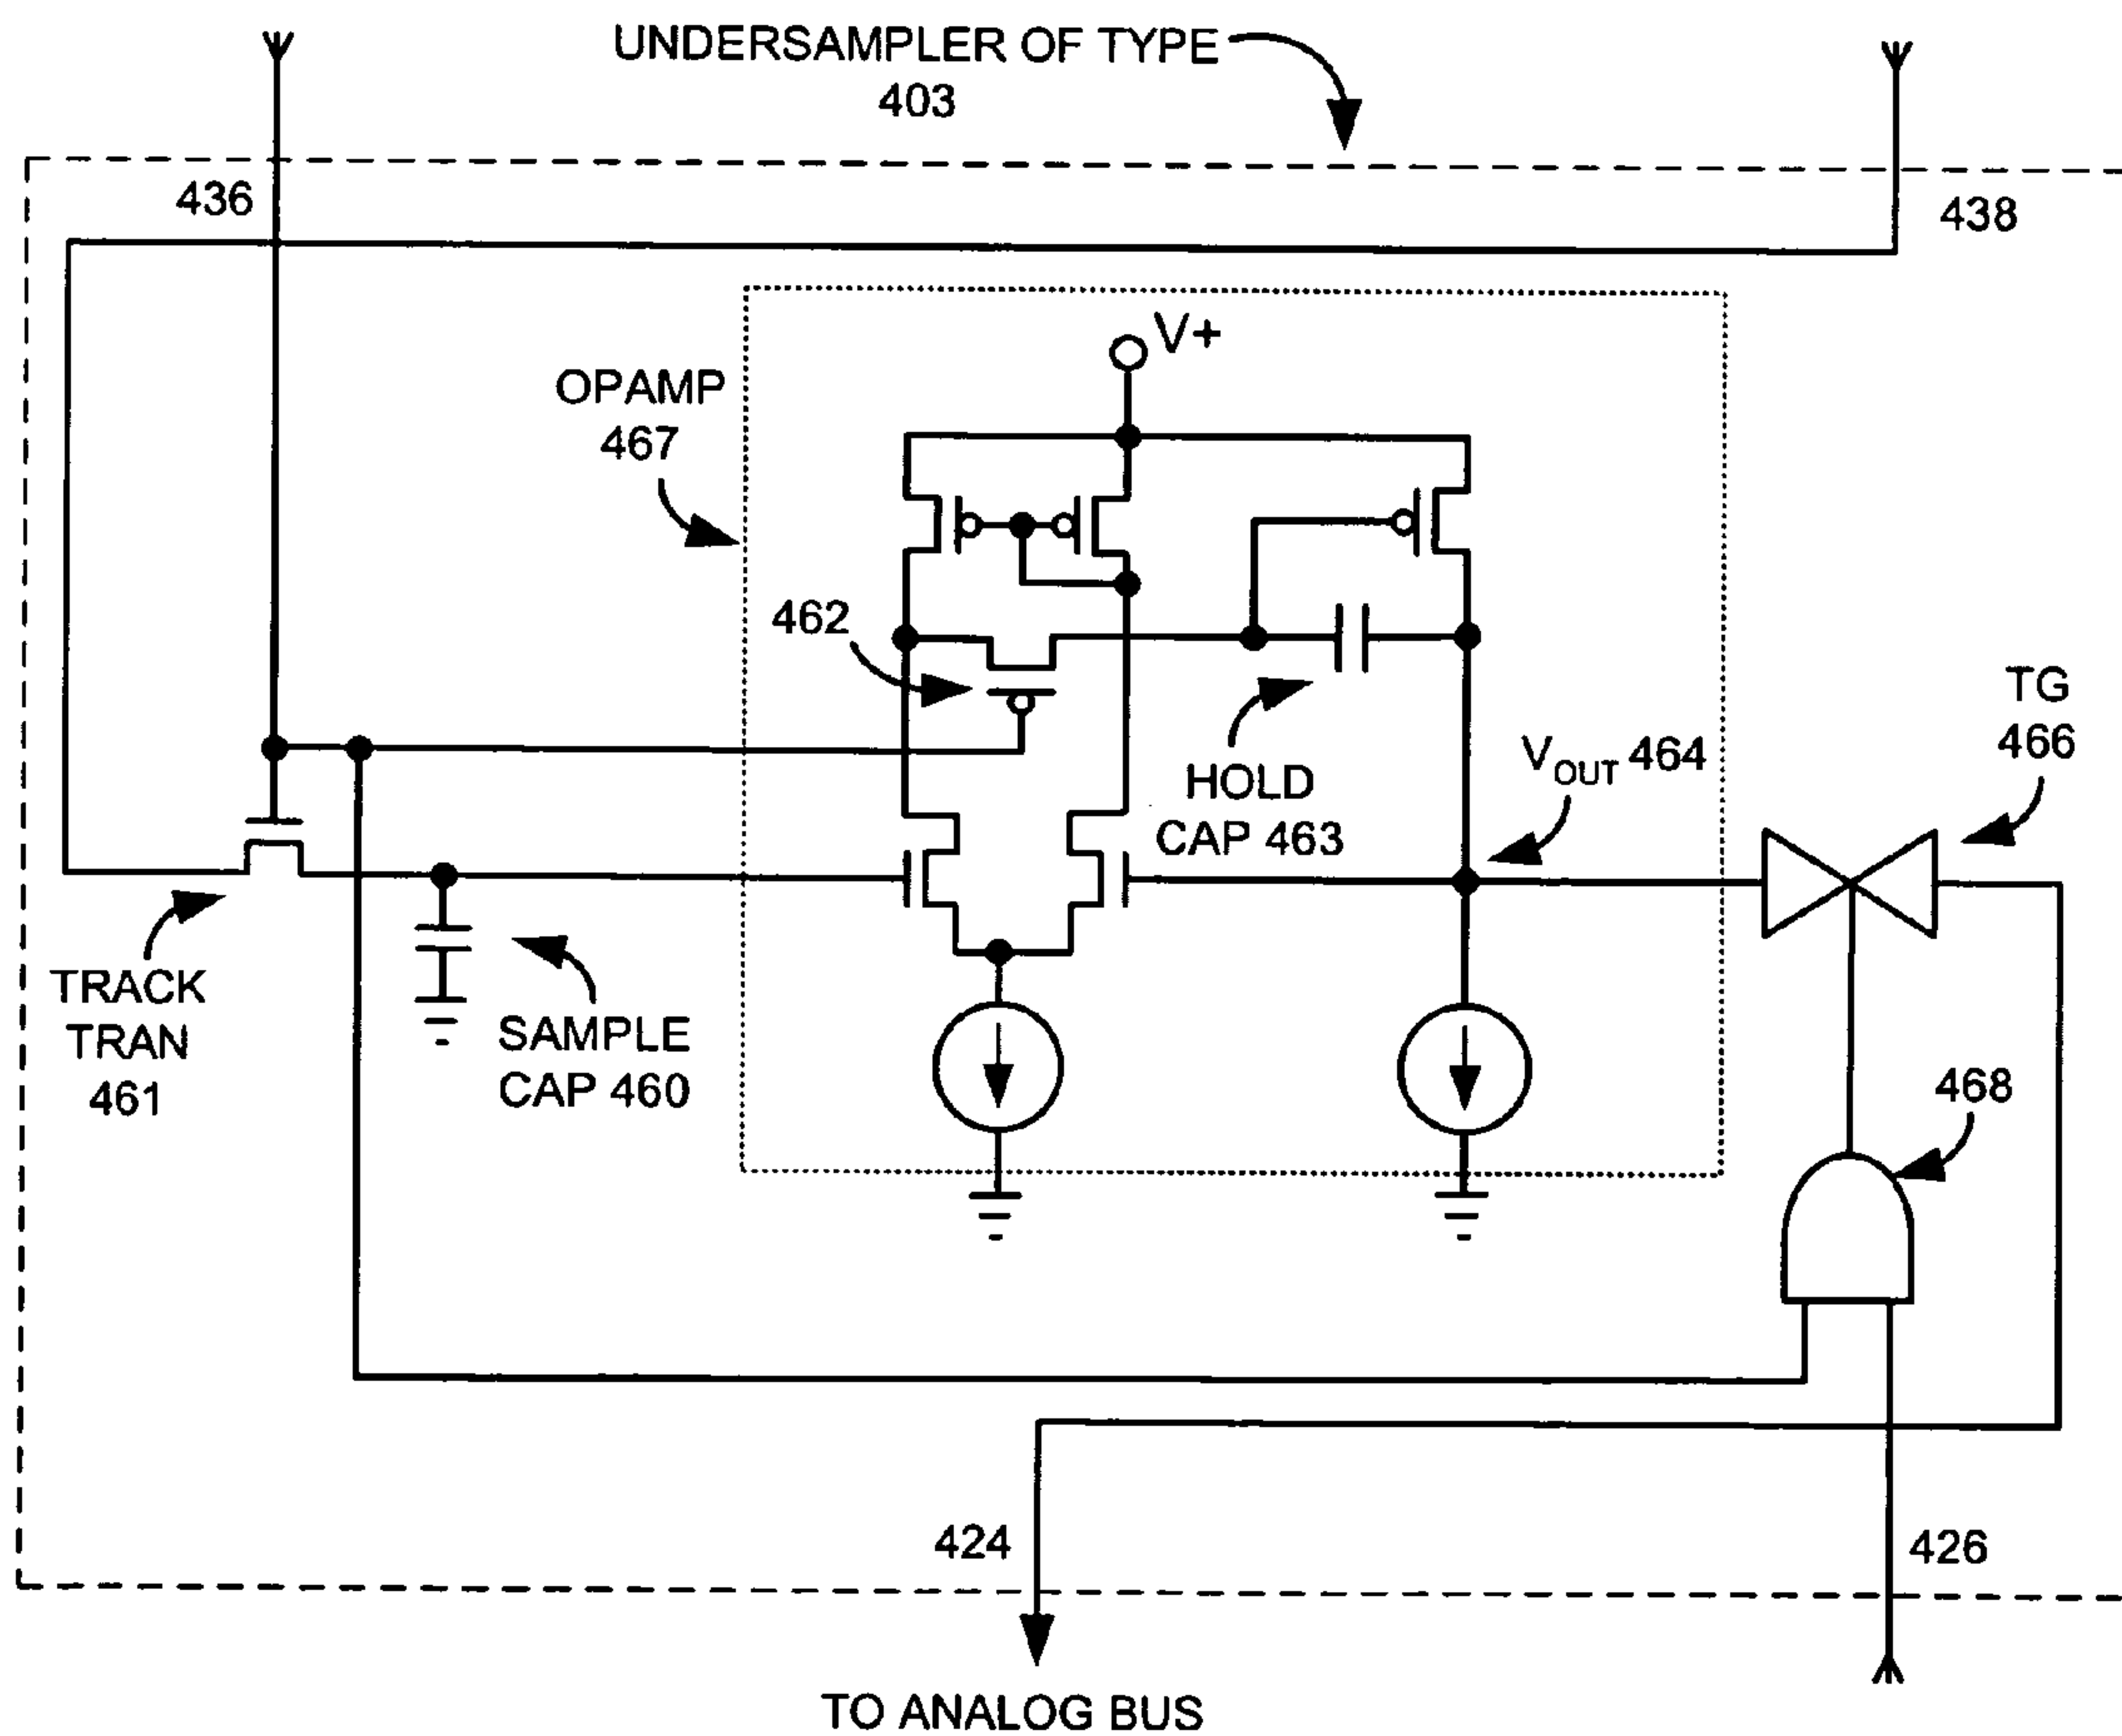 UNDERSAMPLER OF TYPE
403
436
438
V+
OPAMP
467
462
TG
466
VOUT 464
HOLD
CAP 463
TRACK
TRAN
461
SAMPLE
CAP 460
468
424
426
TO ANALOG BUS